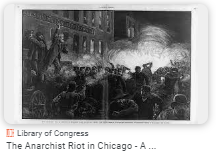 Library of Congress
The Anarchist Riot in Chicago - A ...